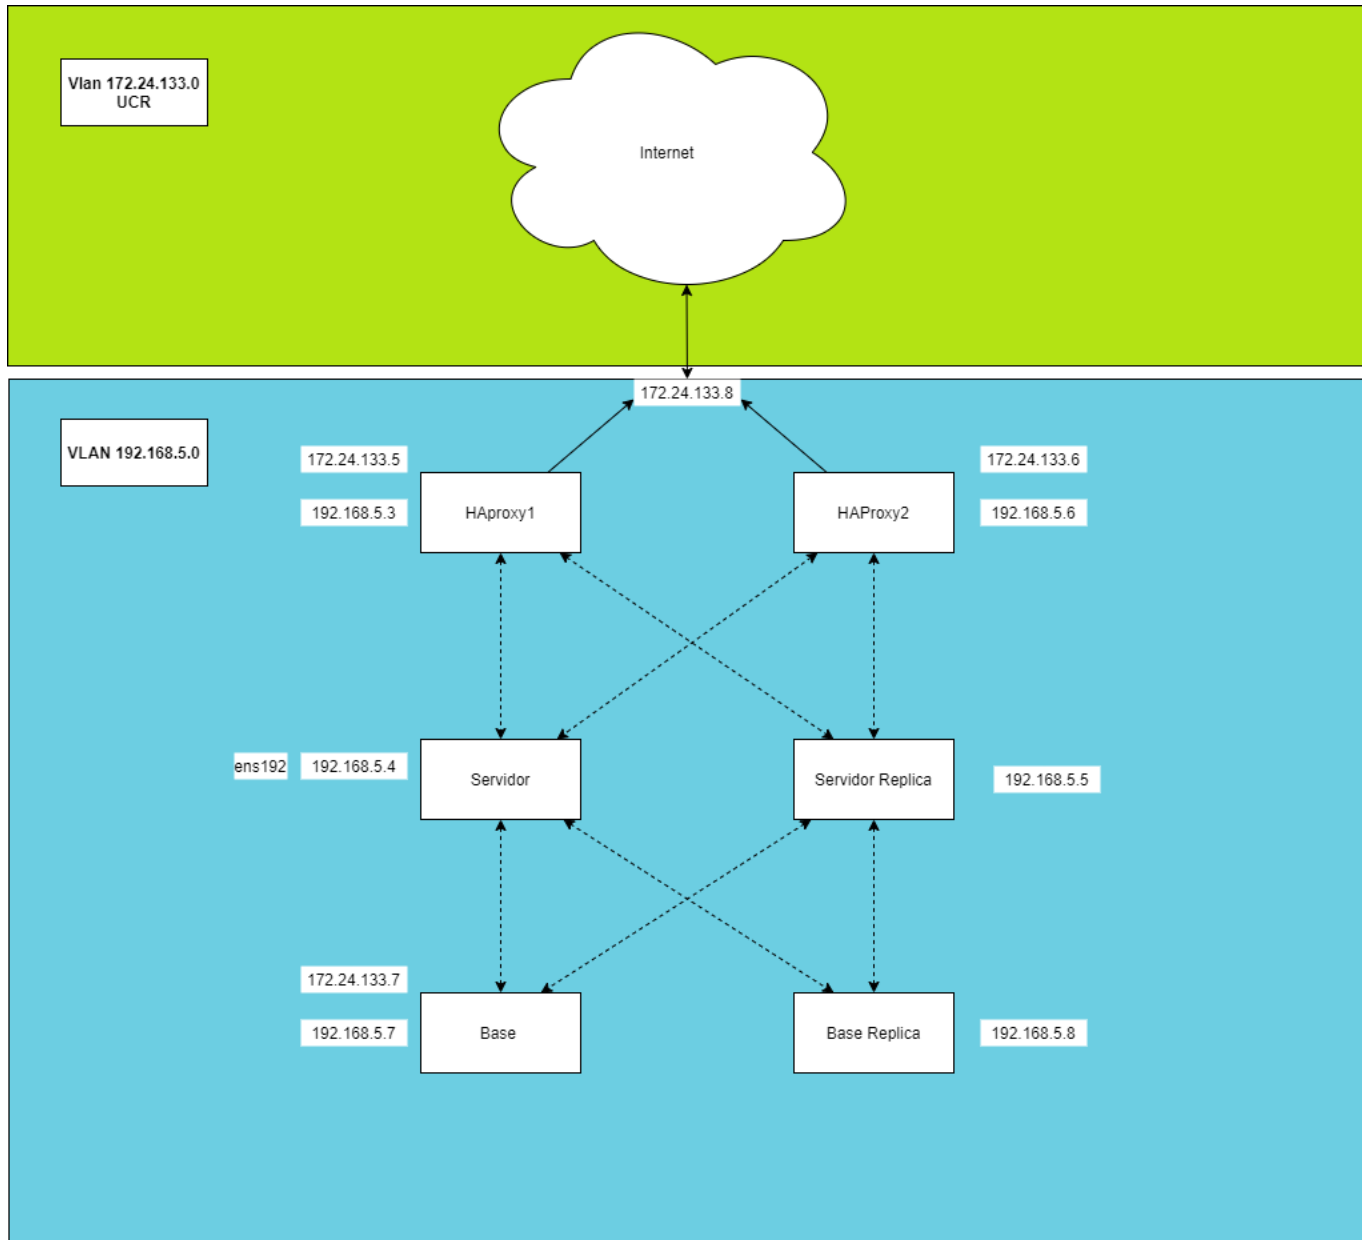 Vlan 172.24.133.0
UCR
Internet
172.24.133.8
VLAN 192.168.5.0
172.24.133.5
172.24.133.6
192.168.5.3
HAproxy1
HAProxy2
192.168.5.6
ens192
192.168.5.4
Servidor
Servidor Replica
192.168.5.5
172.24.133.7
192.168.5.7
Base
Base Replica
192.168.5.8